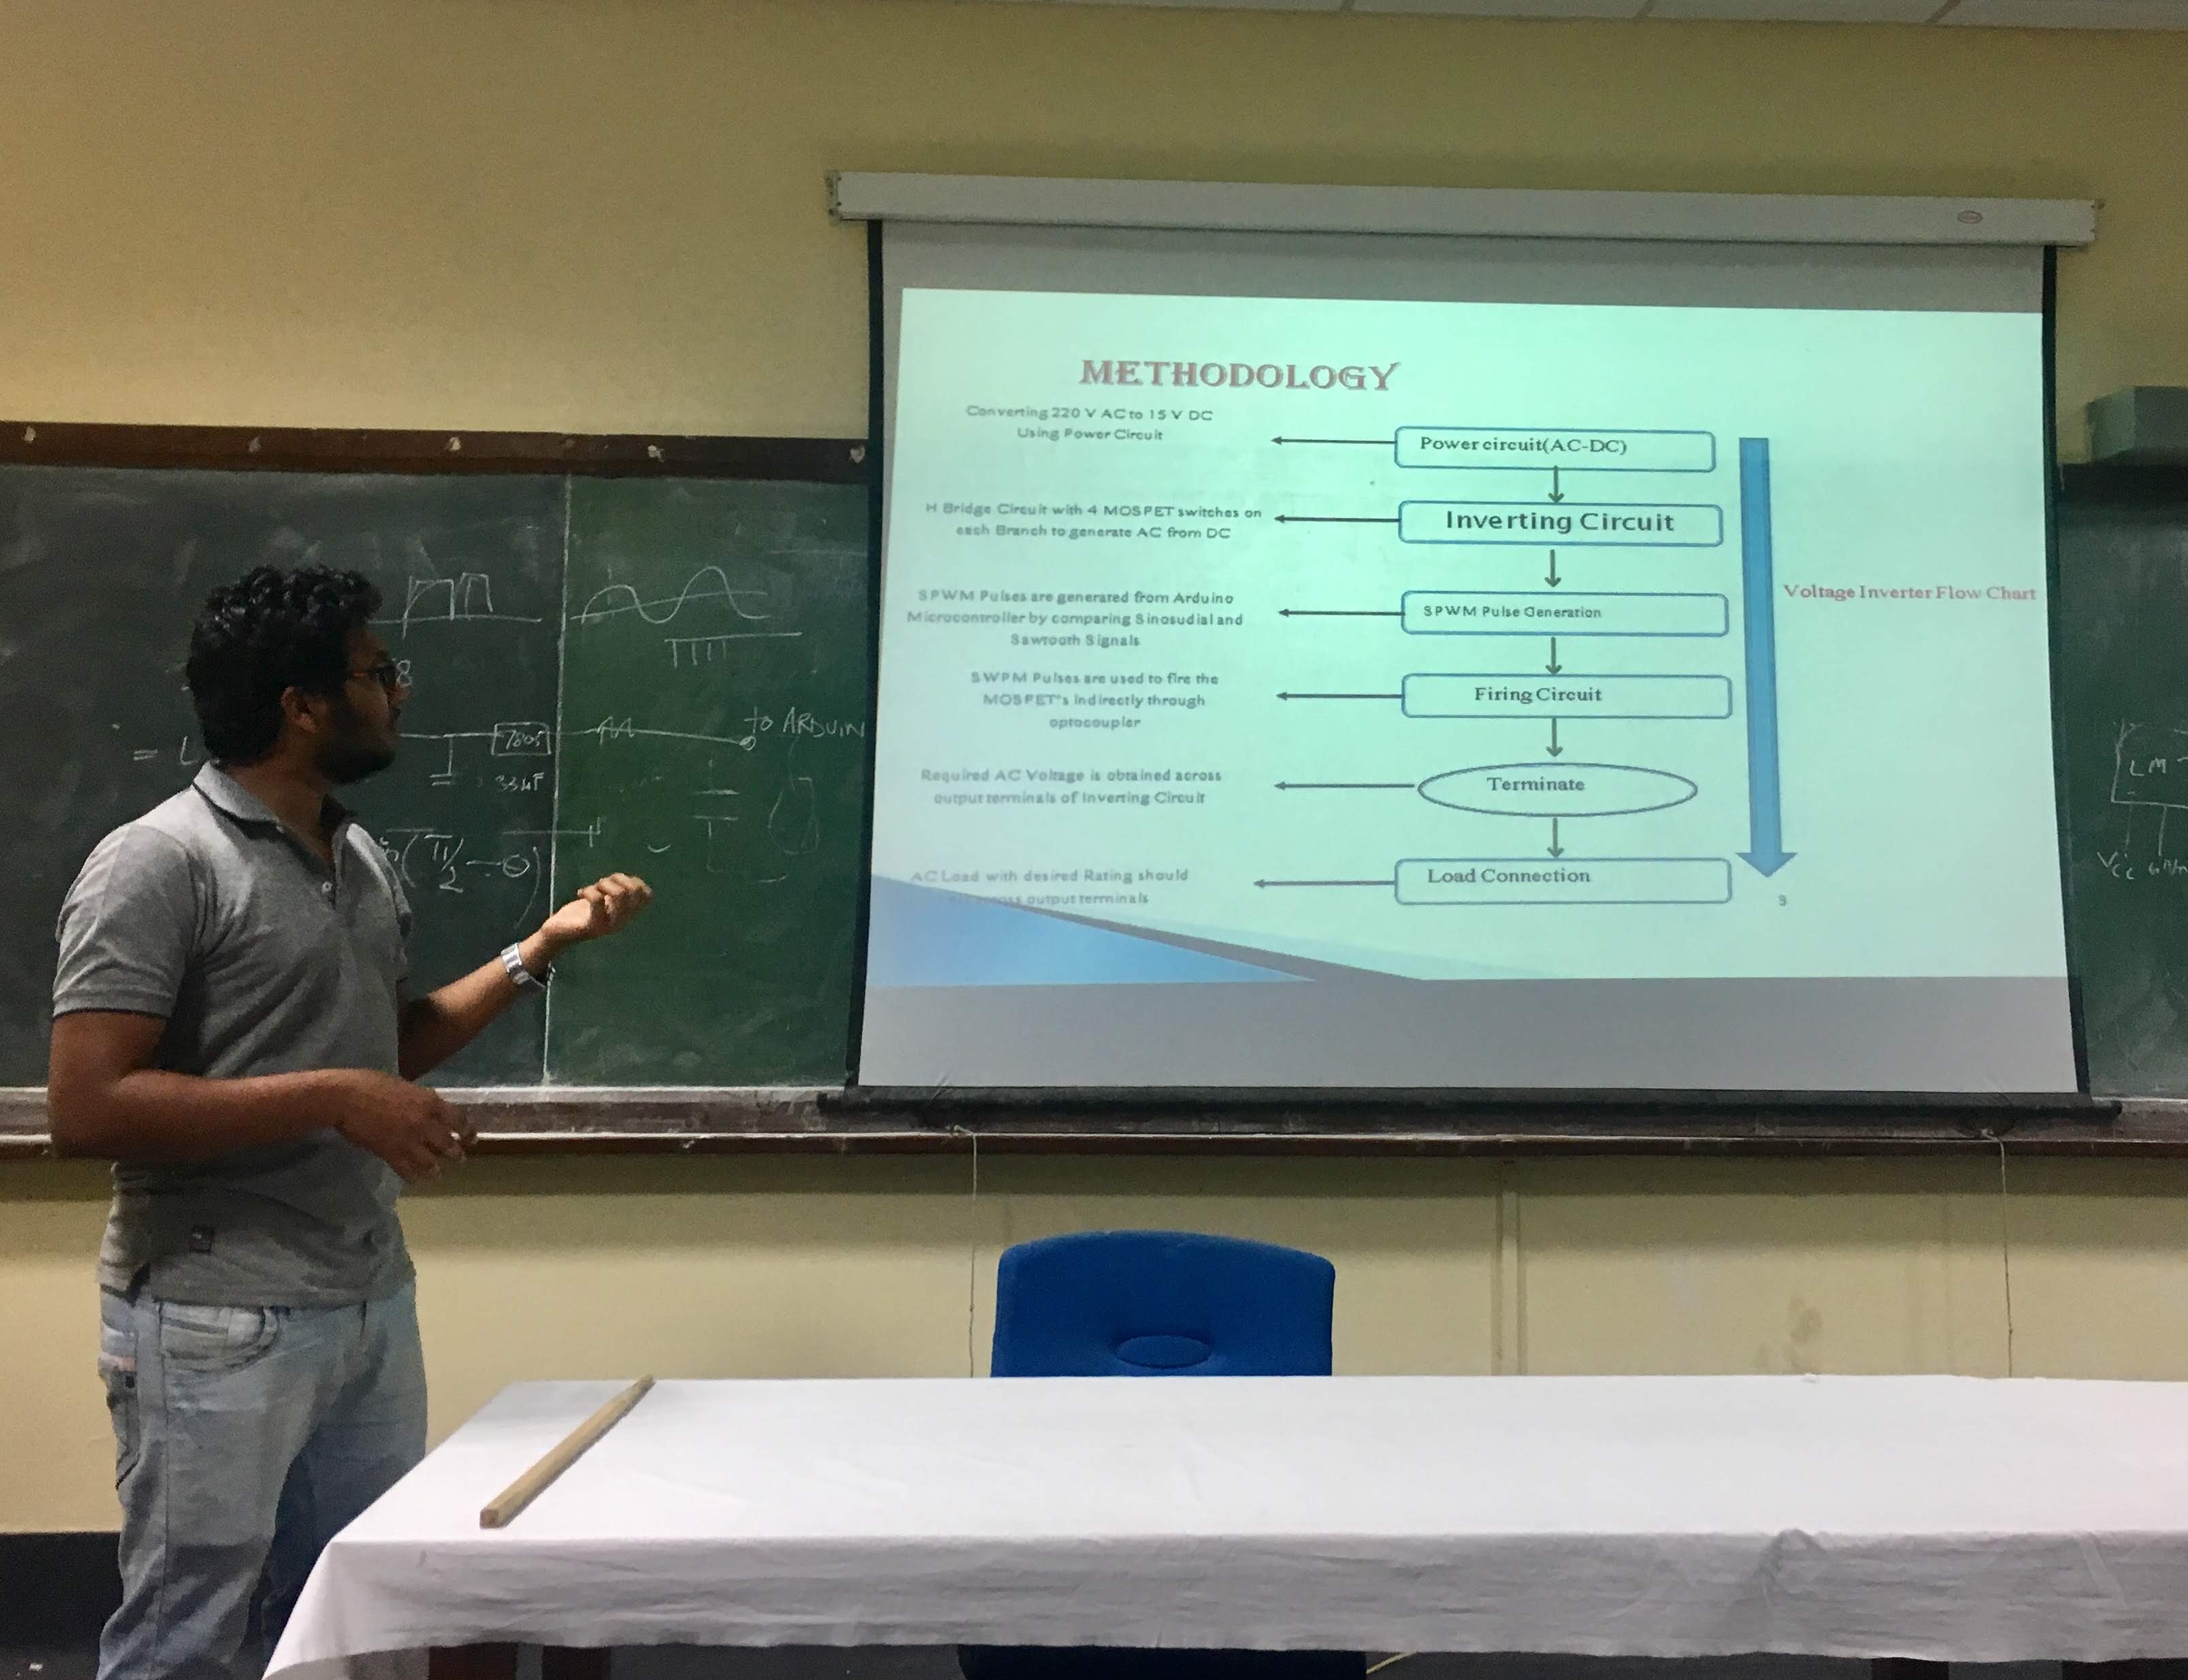 METHODOLOGY
Converting 220 V AC to 15 V DC
Using Power Circuit
Power circuit(AC-DC)
H Bridge Circuit with 4 MOSPET switches on
each Branch to generate AC from DC
Inverting Circuit
SPWM Pulses are generated from Arduino
Microcontroller by comparing Sinosudial and
Sawtooth Signals
SPWM Pulse Generation
Voltage Inverter Flow Chart
SWPM Pulses are used to fire the
MOSFET's Indirectly through
optocoupler
Firing Circuit
Required AC Voltage is obtained across
output terminals of Inverting Circuit
Terminate
AC Load with desired Rating should
output terminals
Load Connection
3
8
= L
7805
33µF
to ARDUIN
(π/2 - Θ)
LM
Vcc